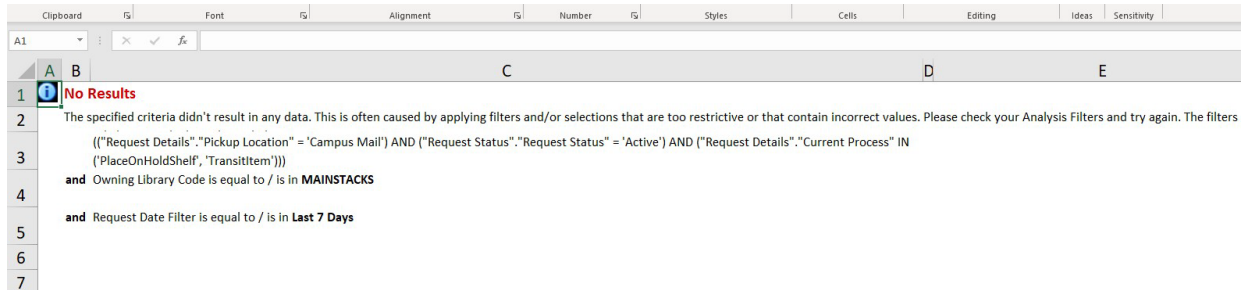 Clipboard Font Alignment Number Styles Cells Editing Ideas Sensitivity
A1 fx
A B C D E
1 No Results
2 The specified criteria didn't result in any data. This is often caused by applying filters and/or selections that are too restrictive or that contain incorrect values. Please check your Analysis Filters and try again. The filters
(("Request Details"."Pickup Location" = 'Campus Mail') AND ("Request Status"."Request Status" = 'Active') AND ("Request Details"."Current Process" IN
3 ('PlaceOnHoldShelf', 'TransitItem')))
and Owning Library Code is equal to / is in MAINSTACKS
4
and Request Date Filter is equal to / is in Last 7 Days
5
6
7